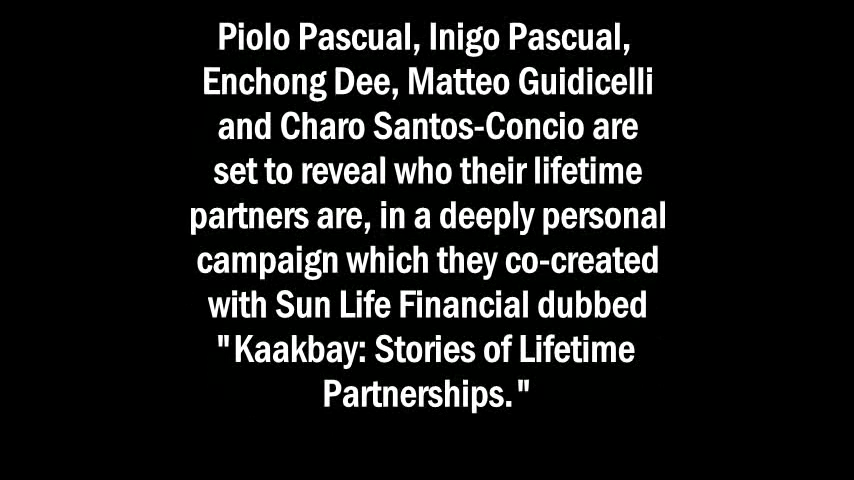 Piolo Pascual, Inigo Pascual,
Enchong Dee, Matteo Guidicelli
and Charo Santos-Concio are
set to reveal who their lifetime
partners are, in a deeply personal
campaign which they co-created
with Sun Life Financial dubbed
"Kaakbay: Stories of Lifetime
Partnerships."